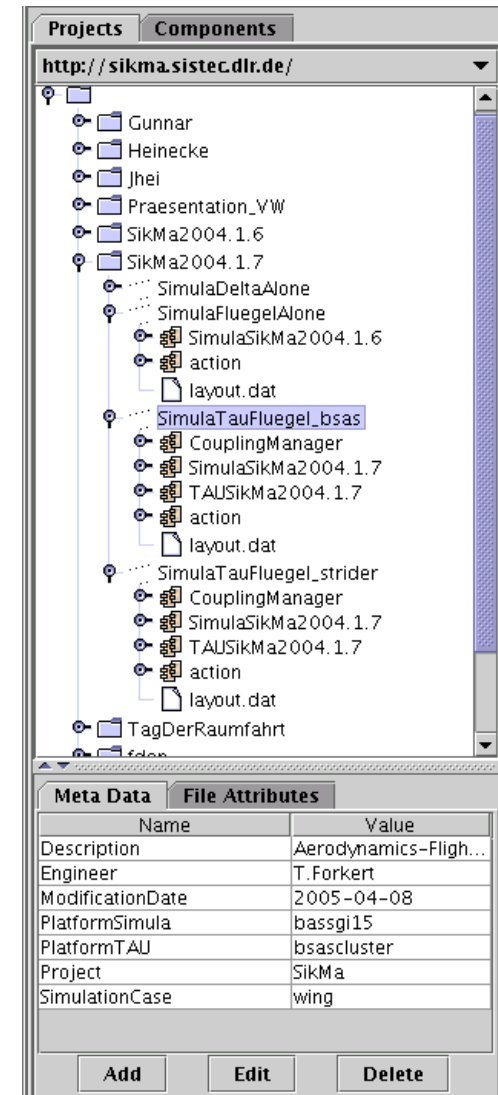 Projects Components
http://sikma.sistec.dlr.de/
Gunnar
Heinecke
Jhei
Praesentation_VW
SikMa2004.1.6
SikMa2004.1.7
SimulaDeltaAlone
SimulaFluegelAlone
SimulaSikMa2004.1.6
action
layout.dat
SimulaTauFluegel_bsas
CouplingManager
SimulaSikMa2004.1.7
TAUSikMa2004.1.7
action
layout.dat
SimulaTauFluegel_strider
CouplingManager
SimulaSikMa2004.1.7
TAUSikMa2004.1.7
action
layout.dat
TagDerRaumfahrt
Meta Data File Attributes
Name Value
Description Aerodynamics-Fligh...
Engineer T.Forkert
ModificationDate 2005-04-08
PlatformSimula bassgi15
PlatformTAU bsascluster
Project SikMa
SimulationCase wing
Add Edit Delete